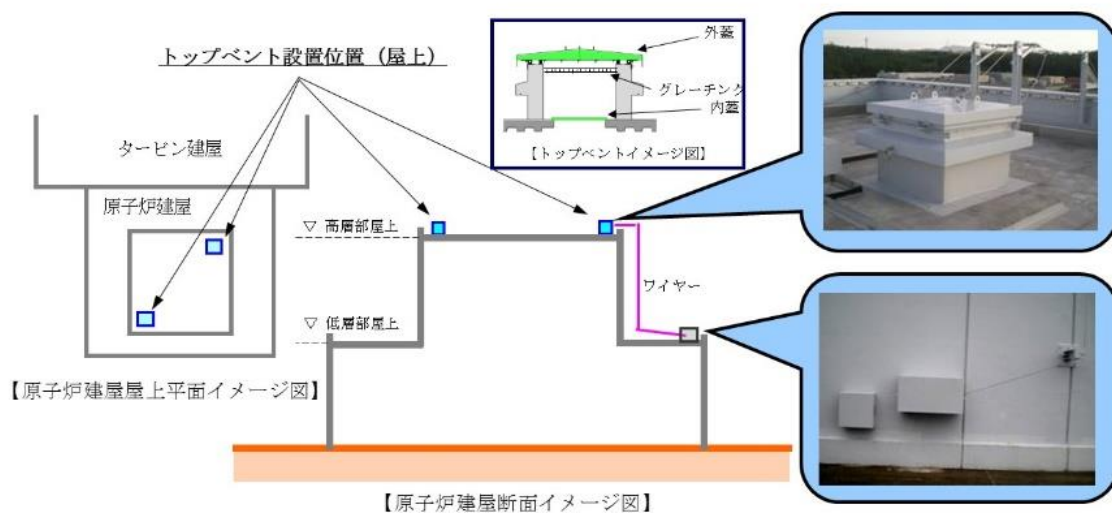 トップベント設置位置（屋上）
外蓋
グレーチング
内蓋
【トップベントイメージ図】
タービン建屋
原子炉建屋
▽ 高層部屋上
ワイヤー
▽ 低層部屋上
【原子炉建屋屋上平面イメージ図】
【原子炉建屋断面イメージ図】